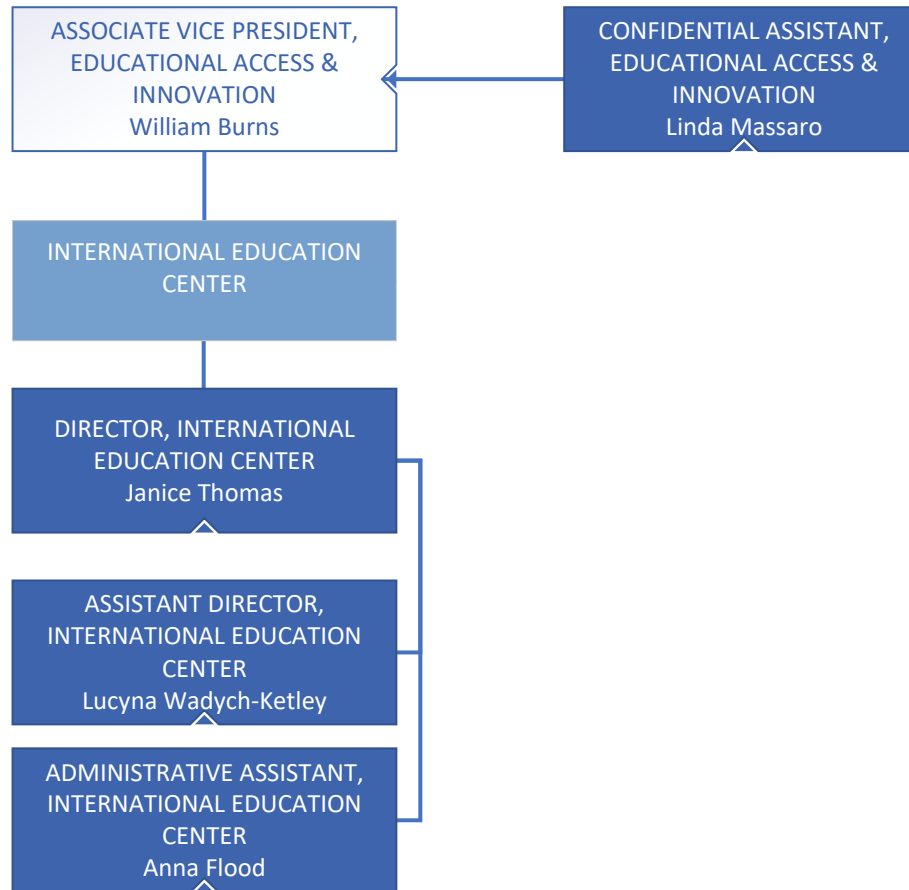 ASSOCIATE VICE PRESIDENT,
EDUCATIONAL ACCESS &
INNOVATION
William Burns
CONFIDENTIAL ASSISTANT,
EDUCATIONAL ACCESS &
INNOVATION
Linda Massaro
INTERNATIONAL EDUCATION
CENTER
DIRECTOR, INTERNATIONAL
EDUCATION CENTER
Janice Thomas
ASSISTANT DIRECTOR,
INTERNATIONAL EDUCATION
CENTER
Lucyna Wadych-Ketley
ADMINISTRATIVE ASSISTANT,
INTERNATIONAL EDUCATION
CENTER
Anna Flood